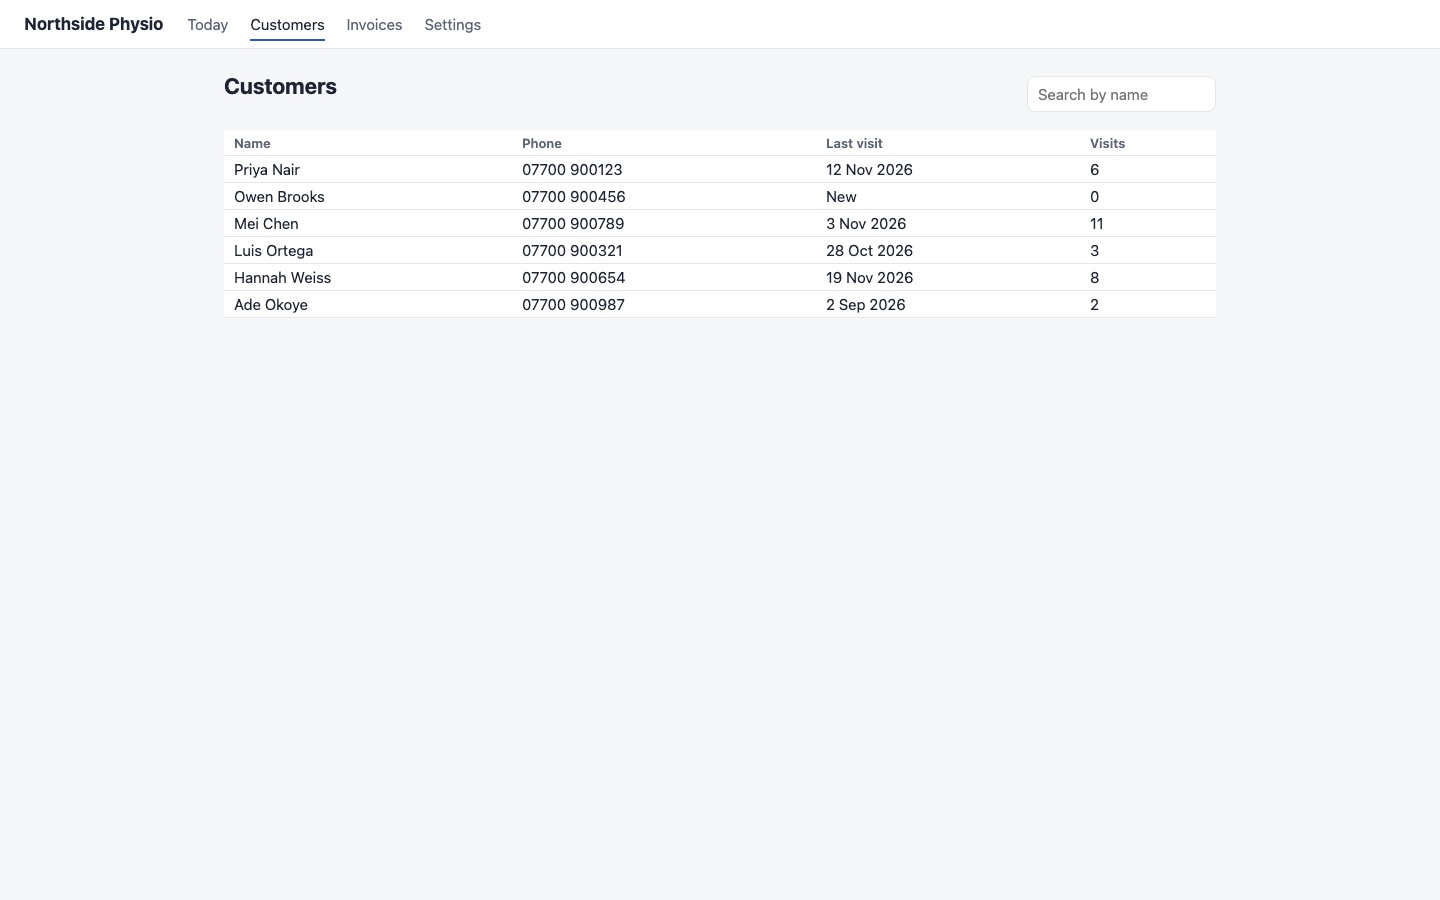 Northside Physio Today Customers Invoices Settings
Customers
Search by name
Name Phone Last visit Visits
Priya Nair 07700 900123 12 Nov 2026 6
Owen Brooks 07700 900456 New 0
Mei Chen 07700 900789 3 Nov 2026 11
Luis Ortega 07700 900321 28 Oct 2026 3
Hannah Weiss 07700 900654 19 Nov 2026 8
Ade Okoye 07700 900987 2 Sep 2026 2